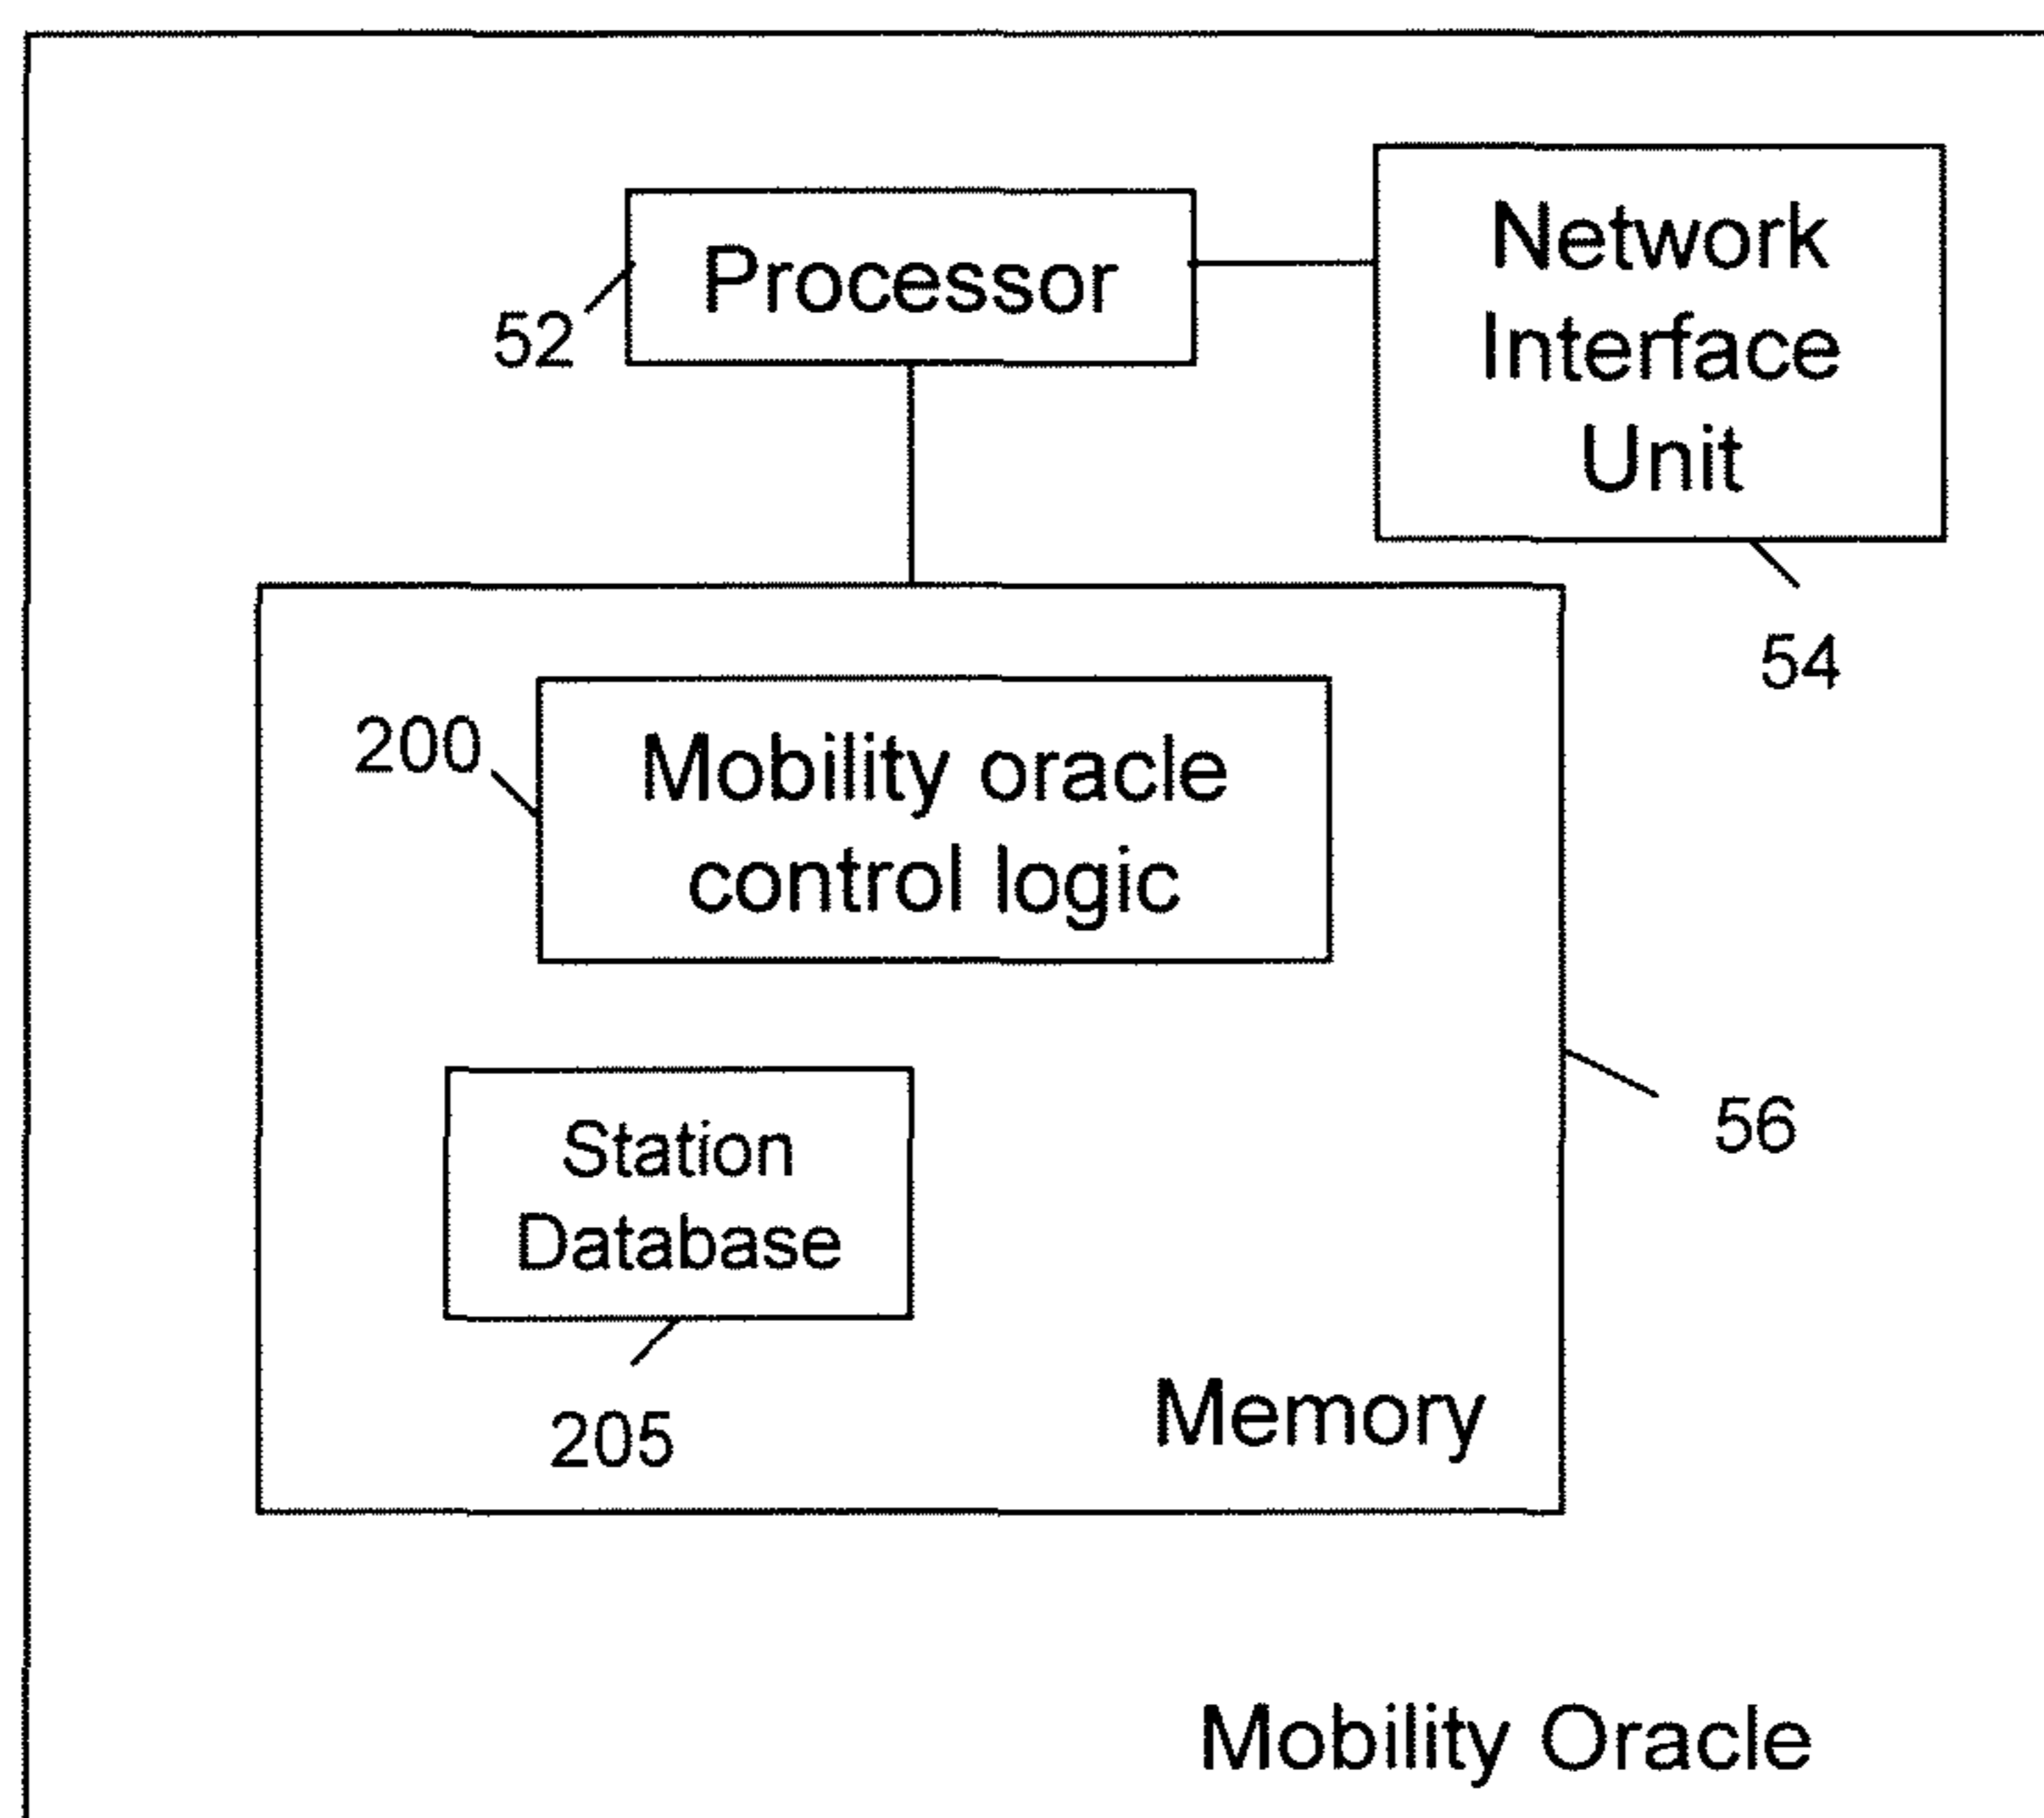 Processor
52
Network
Interface
Unit
54
200
Mobility oracle
control logic
56
Station
Database
205
Memory
Mobility Oracle